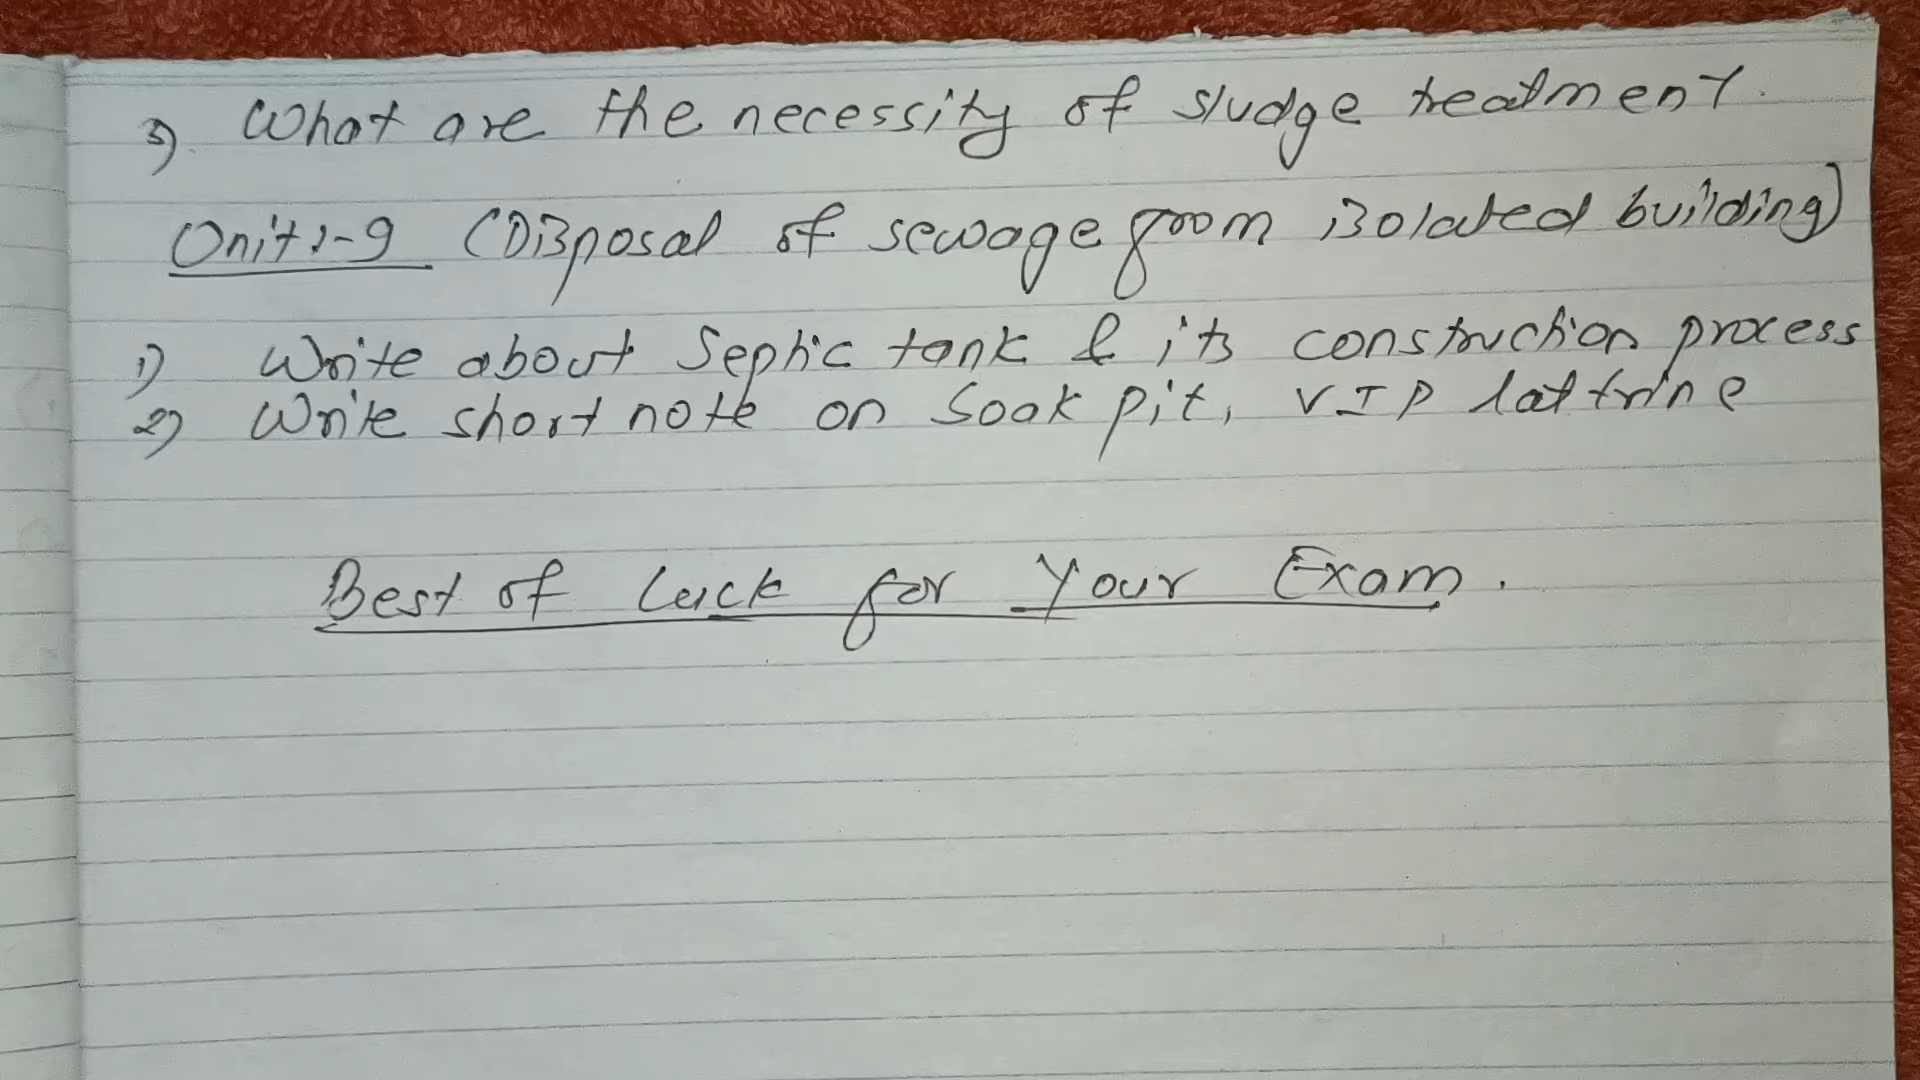 3) What are the necessity of sludge treatment.
Unit:-9 (Disposal of sewage from isolated building)
1) Write about Septic tank & its construction process
2) Write short note on Soak pit, VIP lattrine
Best of Luck for Your Exam.